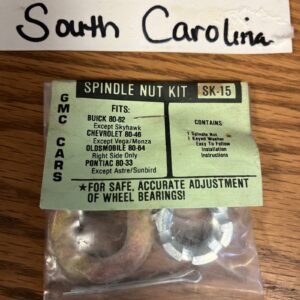 South Carolina
SPINDLE NUT KIT SK-15
GMC CARS
FITS:
BUICK 80-82
Except Skyhawk
CHEVROLET 80-46
Except Vega/Monza
OLDSMOBILE 80-84
Right Side Only
PONTIAC 80-33
Except Astre/Sunbird
CONTAINS:
1 Spindle Nut
1 Keyed Washer
Easy To Follow
Installation
Instructions
★FOR SAFE, ACCURATE ADJUSTMENT
OF WHEEL BEARINGS!